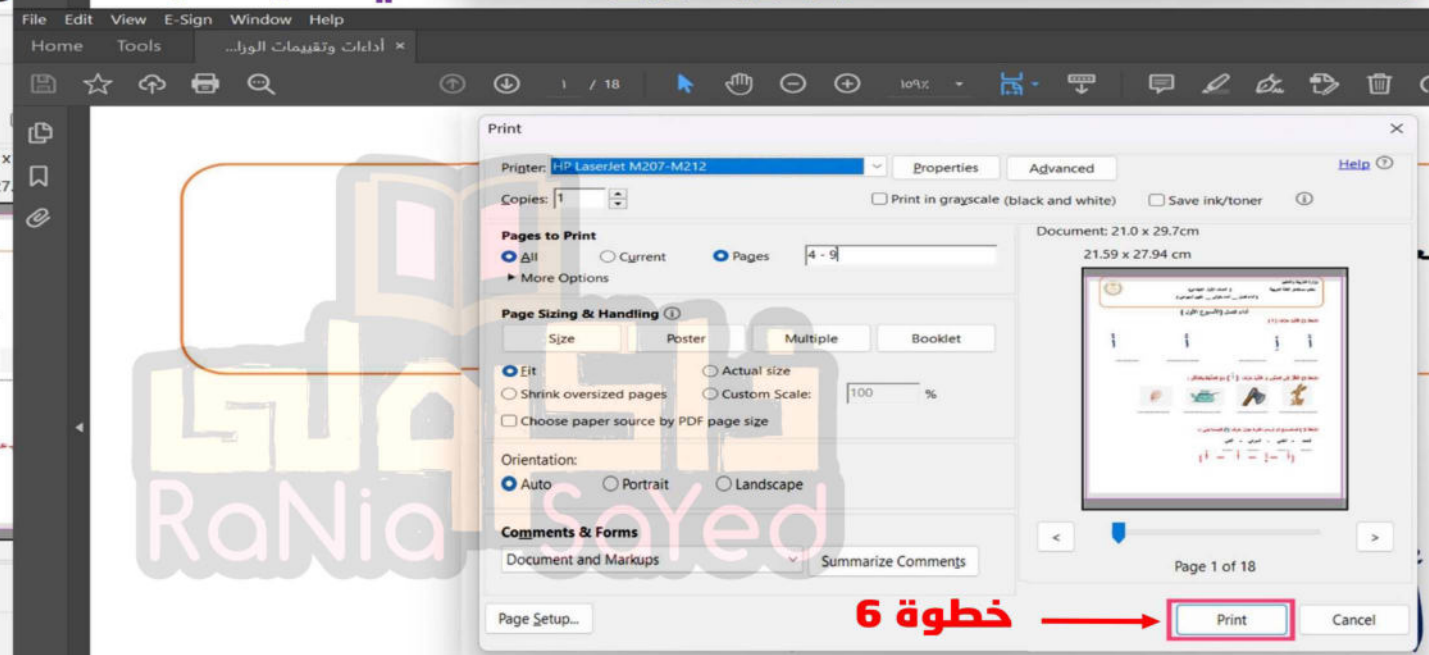 File Edit View E-Sign Window Help
Home Tools أداءات وتقييمات الوزا... ×
١ / 18 ١٠٩٪
Print
Printer: HP LaserJet M207-M212 Properties Advanced Help
Copies: 1 Print in grayscale (black and white) Save ink/toner
Pages to Print
All Current Pages 4 - 9
More Options
Page Sizing & Handling
Size Poster Multiple Booklet
Fit Actual size
Shrink oversized pages Custom Scale: 100 %
Choose paper source by PDF page size
Orientation:
Auto Portrait Landscape
Comments & Forms
Document and Markups Summarize Comments
Document: 21.0 x 29.7cm
21.59 x 27.94 cm
< >
Page 1 of 18
Page Setup...
خطوة 6
Print Cancel
RaNia SaYed